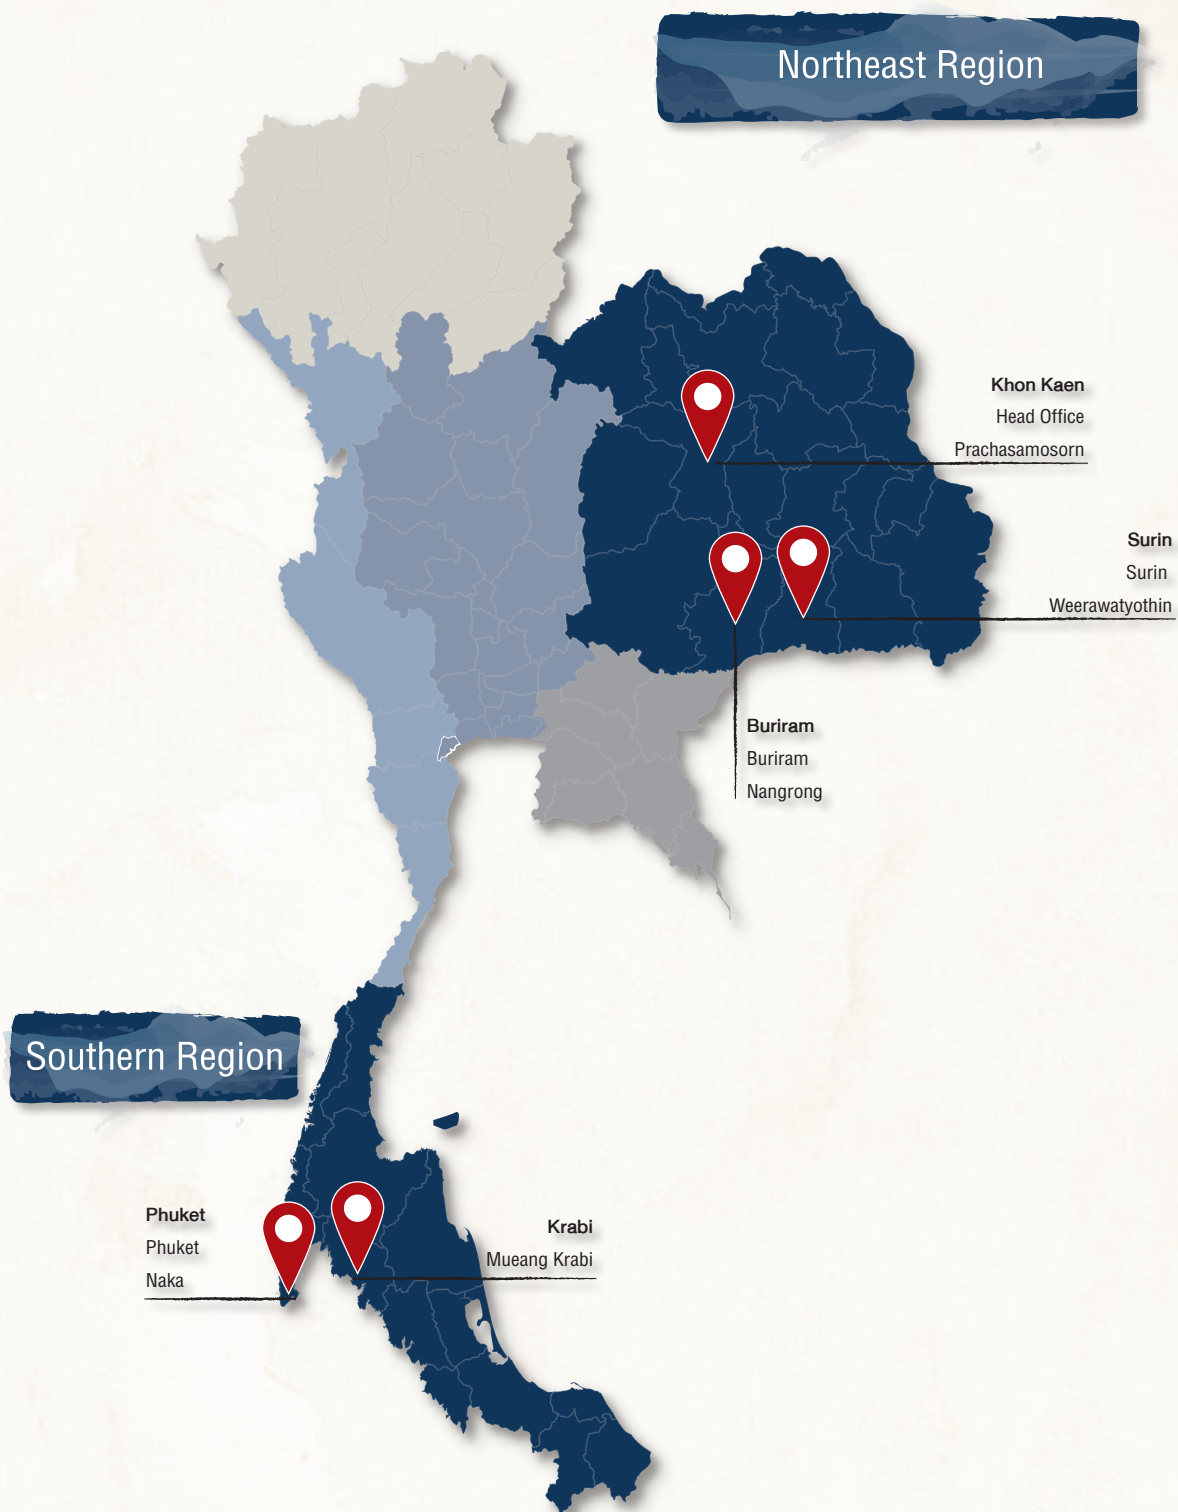 Northeast Region
Khon Kaen
Head Office
Prachasamosorn
Surin
Surin
Weerawatyothin
Buriram
Buriram
Nangrong
Southern Region
Phuket
Phuket
Naka
Krabi
Mueang Krabi